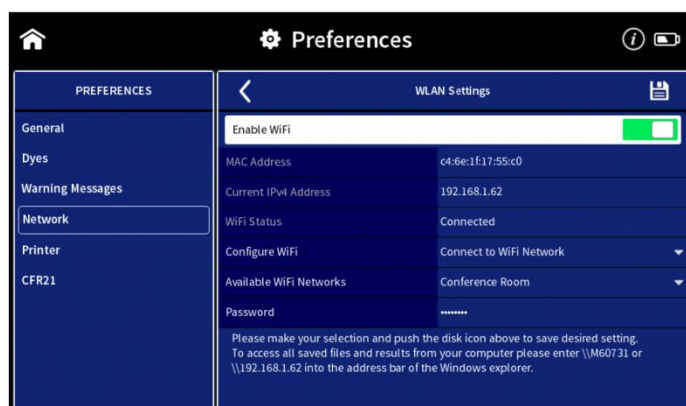 Preferences
PREFERENCES
General
Dyes
Warning Messages
Network
Printer
CFR21
WLAN Settings
Enable WiFi
MAC Address c4:6e:1f:17:55:c0
Current IPv4 Address 192.168.1.62
WiFi Status Connected
Configure WiFi Connect to WiFi Network
Available WiFi Networks Conference Room
Password ••••••••
Please make your selection and push the disk icon above to save desired setting.
To access all saved files and results from your computer please enter \\M60731 or
\\192.168.1.62 into the address bar of the Windows explorer.